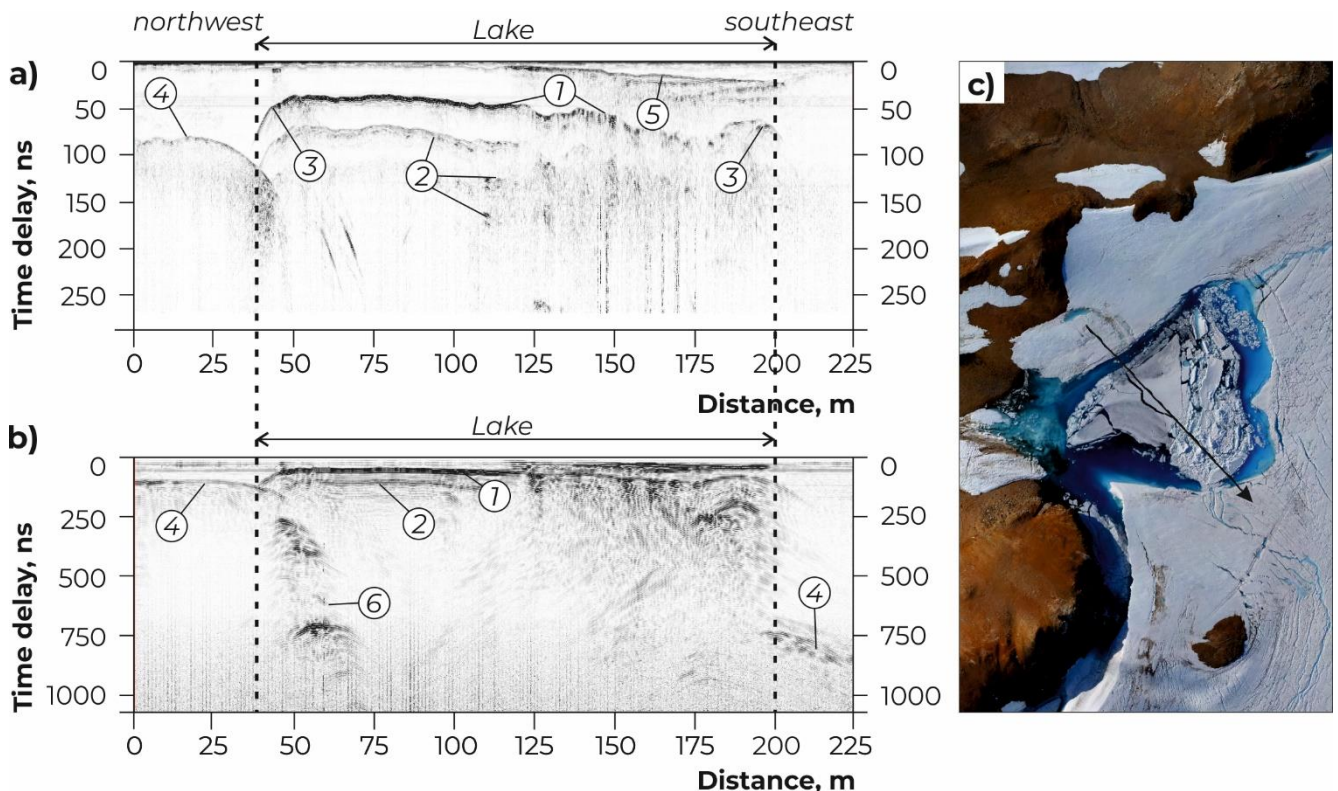 northwest Lake southeast
a)
Time delay, ns
0 0
4 1 5
50 50
3 3
100 100
2
150 150
200 200
250 250
0 25 50 75 100 125 150 175 200 225
Distance, m
b)
Lake
Time delay, ns
0 0
4 2 1
250 250
500 500
6 4
750 750
1000 1000
0 25 50 75 100 125 150 175 200 225
Distance, m
c)